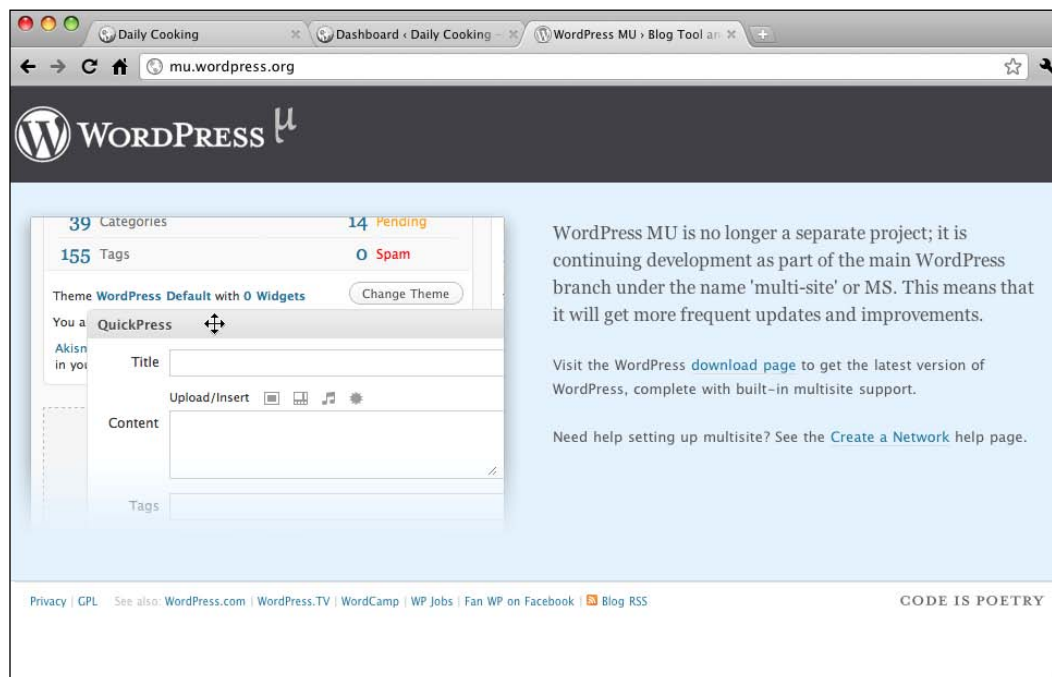 Daily Cooking
Dashboard ‹ Daily Cooking –
WordPress MU › Blog Tool an
mu.wordpress.org
WORDPRESS μ
39 Categories 14 Pending
155 Tags 0 Spam
Theme WordPress Default with 0 Widgets Change Theme
You a
QuickPress
Akisn
in you
Title
Upload/Insert
Content
Tags
WordPress MU is no longer a separate project; it is
continuing development as part of the main WordPress
branch under the name 'multi-site' or MS. This means that
it will get more frequent updates and improvements.
Visit the WordPress download page to get the latest version of
WordPress, complete with built-in multisite support.
Need help setting up multisite? See the Create a Network help page.
Privacy | GPL See also: WordPress.com | WordPress.TV | WordCamp | WP Jobs | Fan WP on Facebook | Blog RSS
CODE IS POETRY